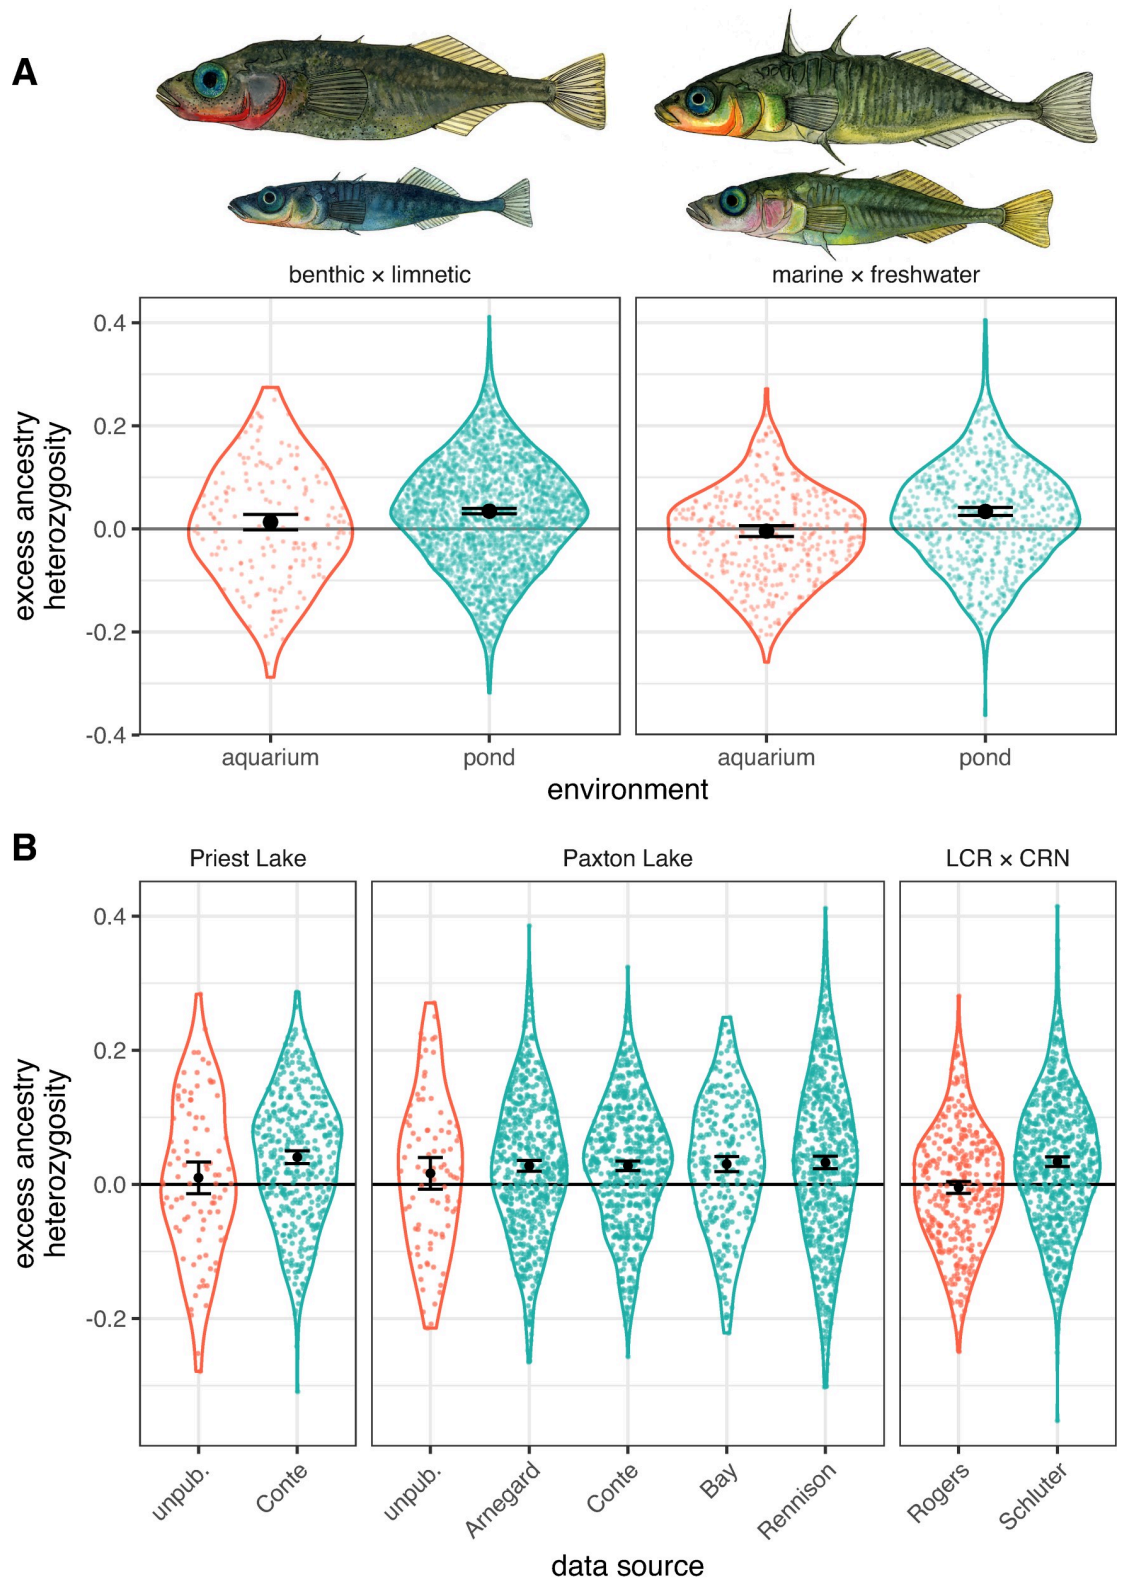 A
benthic × limnetic
marine × freshwater
excess ancestry
heterozygosity
0.4
0.2
0.0
-0.2
-0.4
aquarium
pond
aquarium
pond
environment
B
Priest Lake
Paxton Lake
LCR × CRN
excess ancestry
heterozygosity
0.4
0.2
0.0
-0.2
unpub.
Conte
unpub.
Arnegard
Conte
Bay
Rennison
Rogers
Schluter
data source